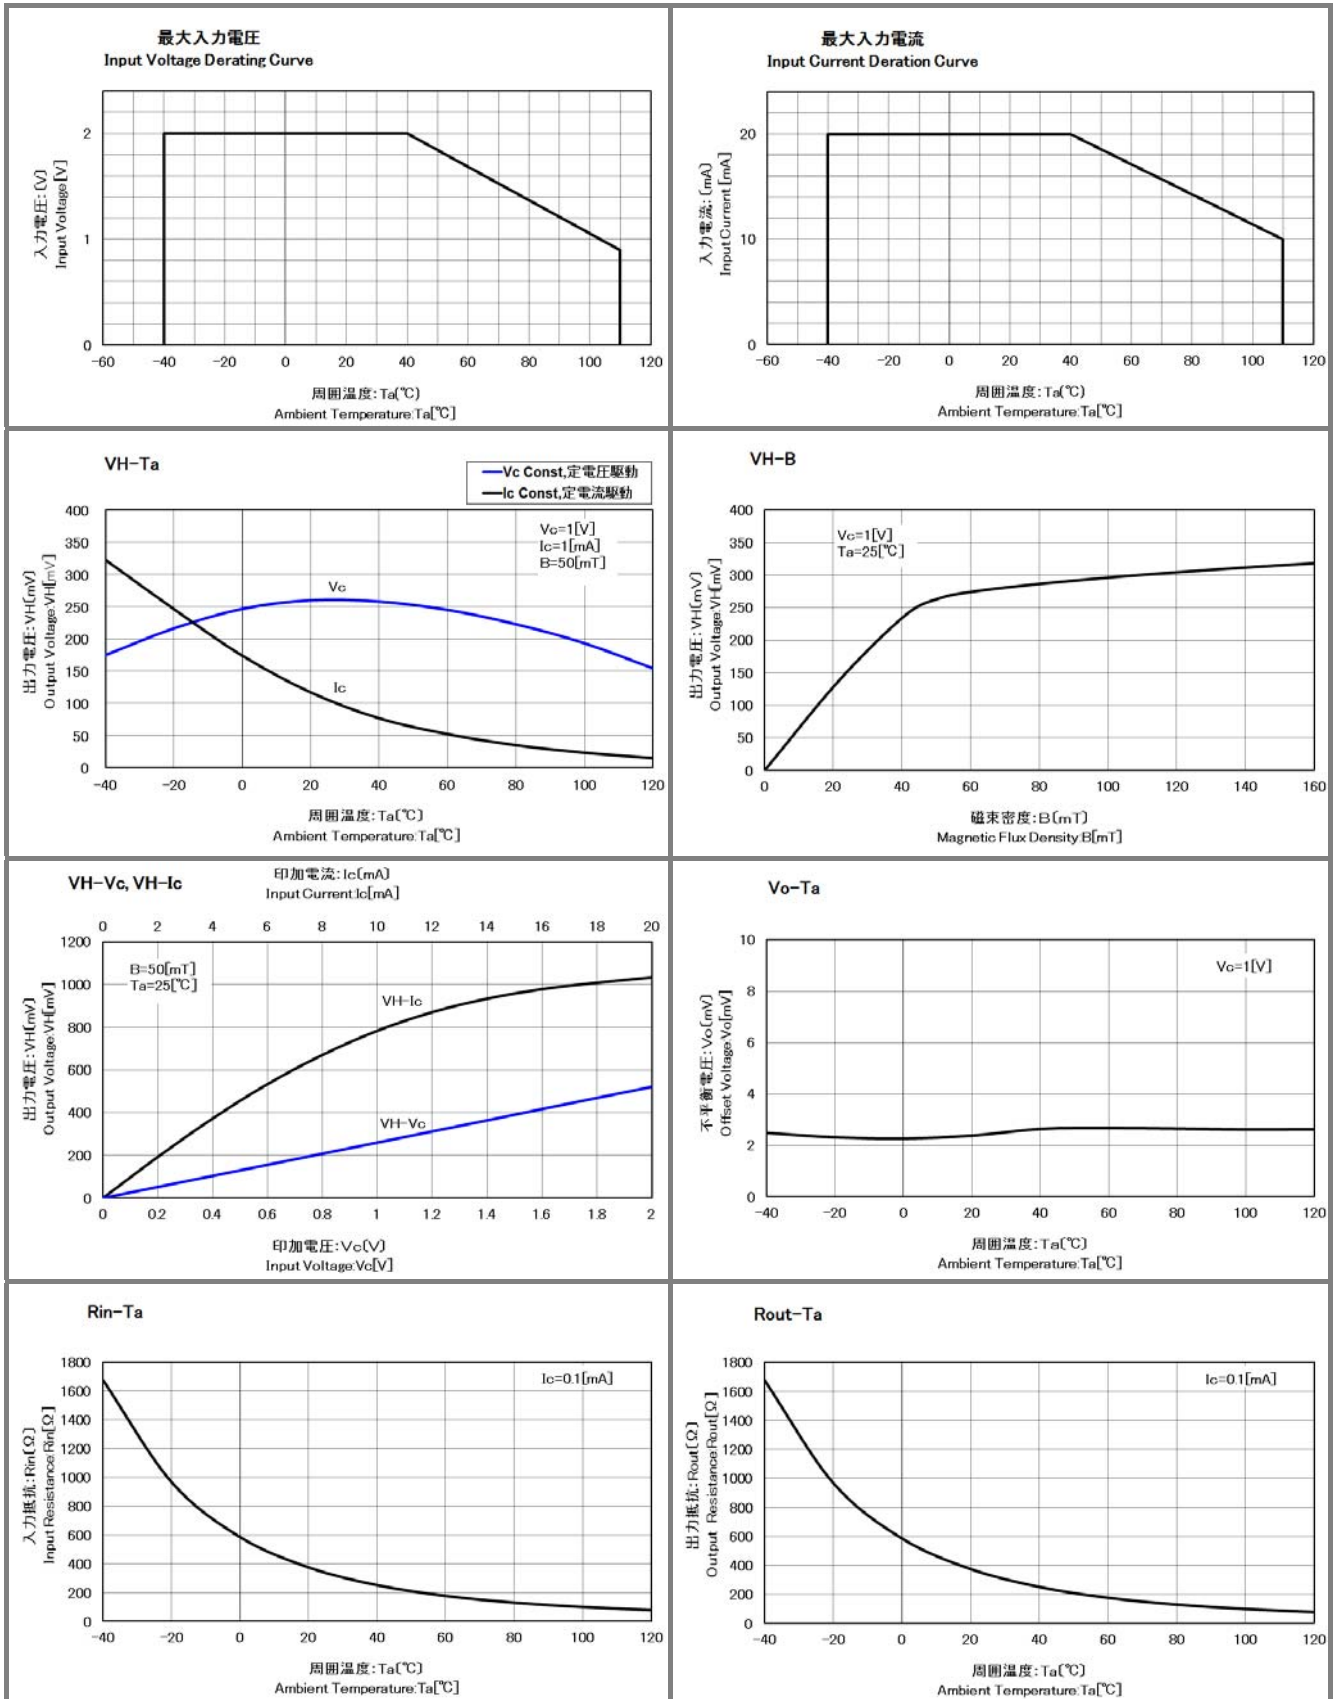 最大入力電圧
Input Voltage Derating Curve
入力電圧:〔V〕
Input Voltage[V]
2
1
0
-60 -40 -20 0 20 40 60 80 100 120
周囲温度:Ta〔℃〕
Ambient Temperature:Ta[℃]
最大入力電流
Input Current Deration Curve
入力電流:〔mA〕
Input Current[mA]
20
10
0
-60 -40 -20 0 20 40 60 80 100 120
周囲温度:Ta〔℃〕
Ambient Temperature:Ta[℃]
VH-Ta
Vc Const,定電圧駆動
Ic Const,定電流駆動
Vc=1[V]
Ic=1[mA]
B=50[mT]
Vc
Ic
出力電圧:VH〔mV〕
Output Voltage:VH[mV]
400
350
300
250
200
150
100
50
0
-40 -20 0 20 40 60 80 100 120
周囲温度:Ta〔℃〕
Ambient Temperature:Ta[℃]
VH-B
Vc=1[V]
Ta=25[℃]
出力電圧:VH〔mV〕
Output Voltage:VH[mV]
400
350
300
250
200
150
100
50
0
0 20 40 60 80 100 120 140 160
磁束密度:B〔mT〕
Magnetic Flux Density:B[mT]
VH-Vc, VH-Ic
印加電流:Ic〔mA〕
Input Current:Ic[mA]
0 2 4 6 8 10 12 14 16 18 20
B=50[mT]
Ta=25[℃]
VH-Ic
VH-Vc
出力電圧:VH〔mV〕
Output Voltage:VH[mV]
1200
1000
800
600
400
200
0
0 0.2 0.4 0.6 0.8 1 1.2 1.4 1.6 1.8 2
印加電圧:Vc〔V〕
Input Voltage:Vc[V]
Vo-Ta
Vc=1[V]
不平衡電圧:Vo〔mV〕
Offset Voltage:Vo[mV]
10
8
6
4
2
0
-40 -20 0 20 40 60 80 100 120
周囲温度:Ta〔℃〕
Ambient Temperature:Ta[℃]
Rin-Ta
Ic=0.1[mA]
入力抵抗:Rin〔Ω〕
Input Resistance:Rin[Ω]
1800
1600
1400
1200
1000
800
600
400
200
0
-40 -20 0 20 40 60 80 100 120
周囲温度:Ta〔℃〕
Ambient Temperature:Ta[℃]
Rout-Ta
Ic=0.1[mA]
出力抵抗:Rout〔Ω〕
Output Resistance:Rout[Ω]
1800
1600
1400
1200
1000
800
600
400
200
0
-40 -20 0 20 40 60 80 100 120
周囲温度:Ta〔℃〕
Ambient Temperature:Ta[℃]